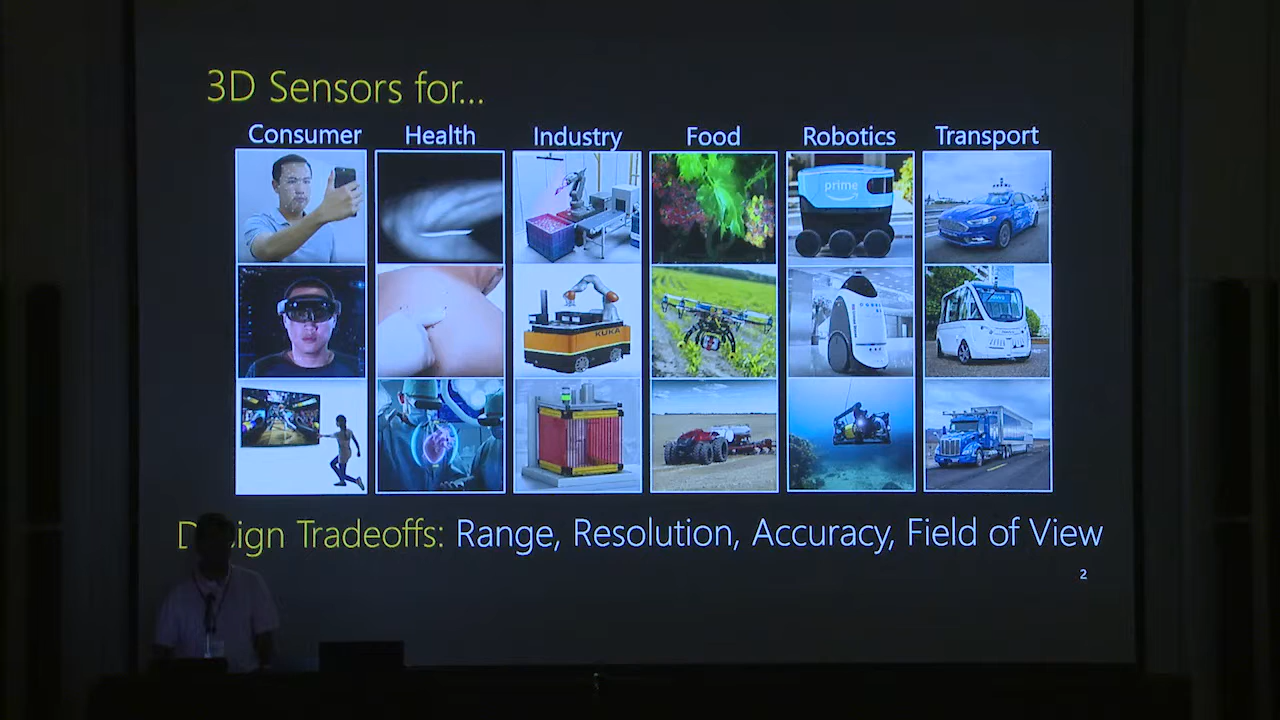 3D Sensors for...
Consumer Health Industry Food Robotics Transport
prime
KUKA
Design Tradeoffs: Range, Resolution, Accuracy, Field of View
2